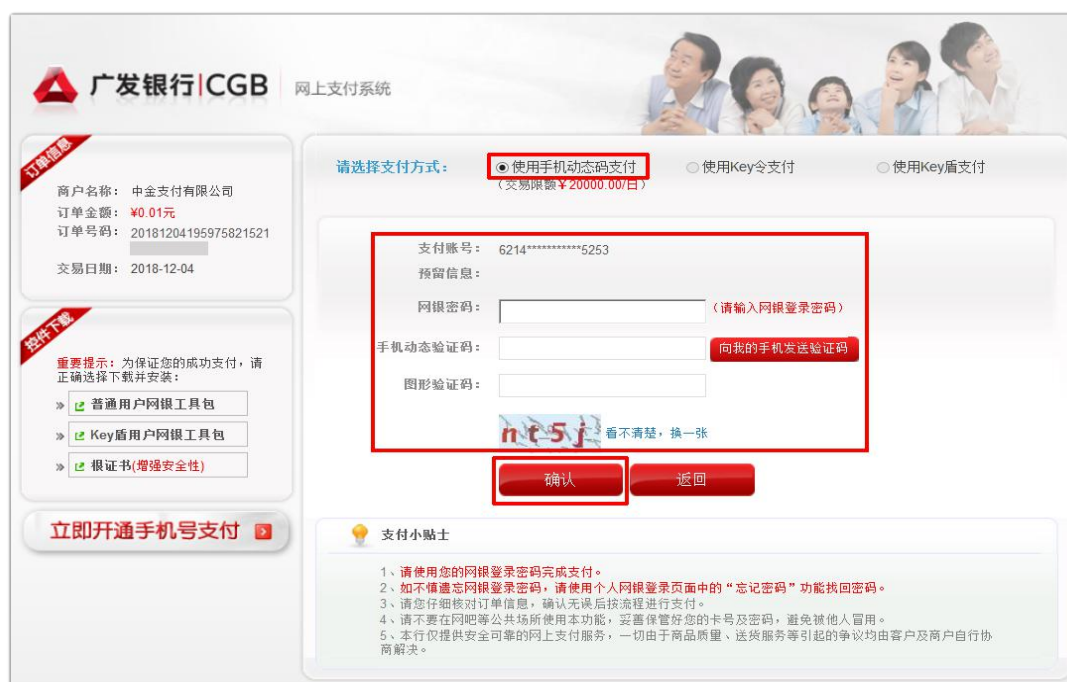 广发银行|CGB 网上支付系统
订单信息
商户名称： 中金支付有限公司
订单金额： ¥0.01元
订单号码： 20181204195975821521
交易日期： 2018-12-04
控件下载
重要提示：为保证您的成功支付，请
正确选择下载并安装：
普通用户网银工具包
Key盾用户网银工具包
根证书(增强安全性)
立即开通手机号支付
请选择支付方式： 使用手机动态码支付 使用Key令支付 使用Key盾支付
（交易限额￥20000.00/日）
支付账号： 6214***********5253
预留信息：
网银密码： （请输入网银登录密码）
手机动态验证码： 向我的手机发送验证码
图形验证码：
nt5j 看不清楚，换一张
确认 返回
支付小贴士
1、请使用您的网银登录密码完成支付。
2、如不慎遗忘网银登录密码，请使用个人网银登录页面中的“忘记密码”功能找回密码。
3、请您仔细核对订单信息，确认无误后按流程进行支付。
4、请不要在网吧等公共场所使用本功能，妥善保管好您的卡号及密码，避免被他人冒用。
5、本行仅提供安全可靠的网上支付服务，一切由于商品质量、送货服务等引起的争议均由客户及商户自行协
商解决。